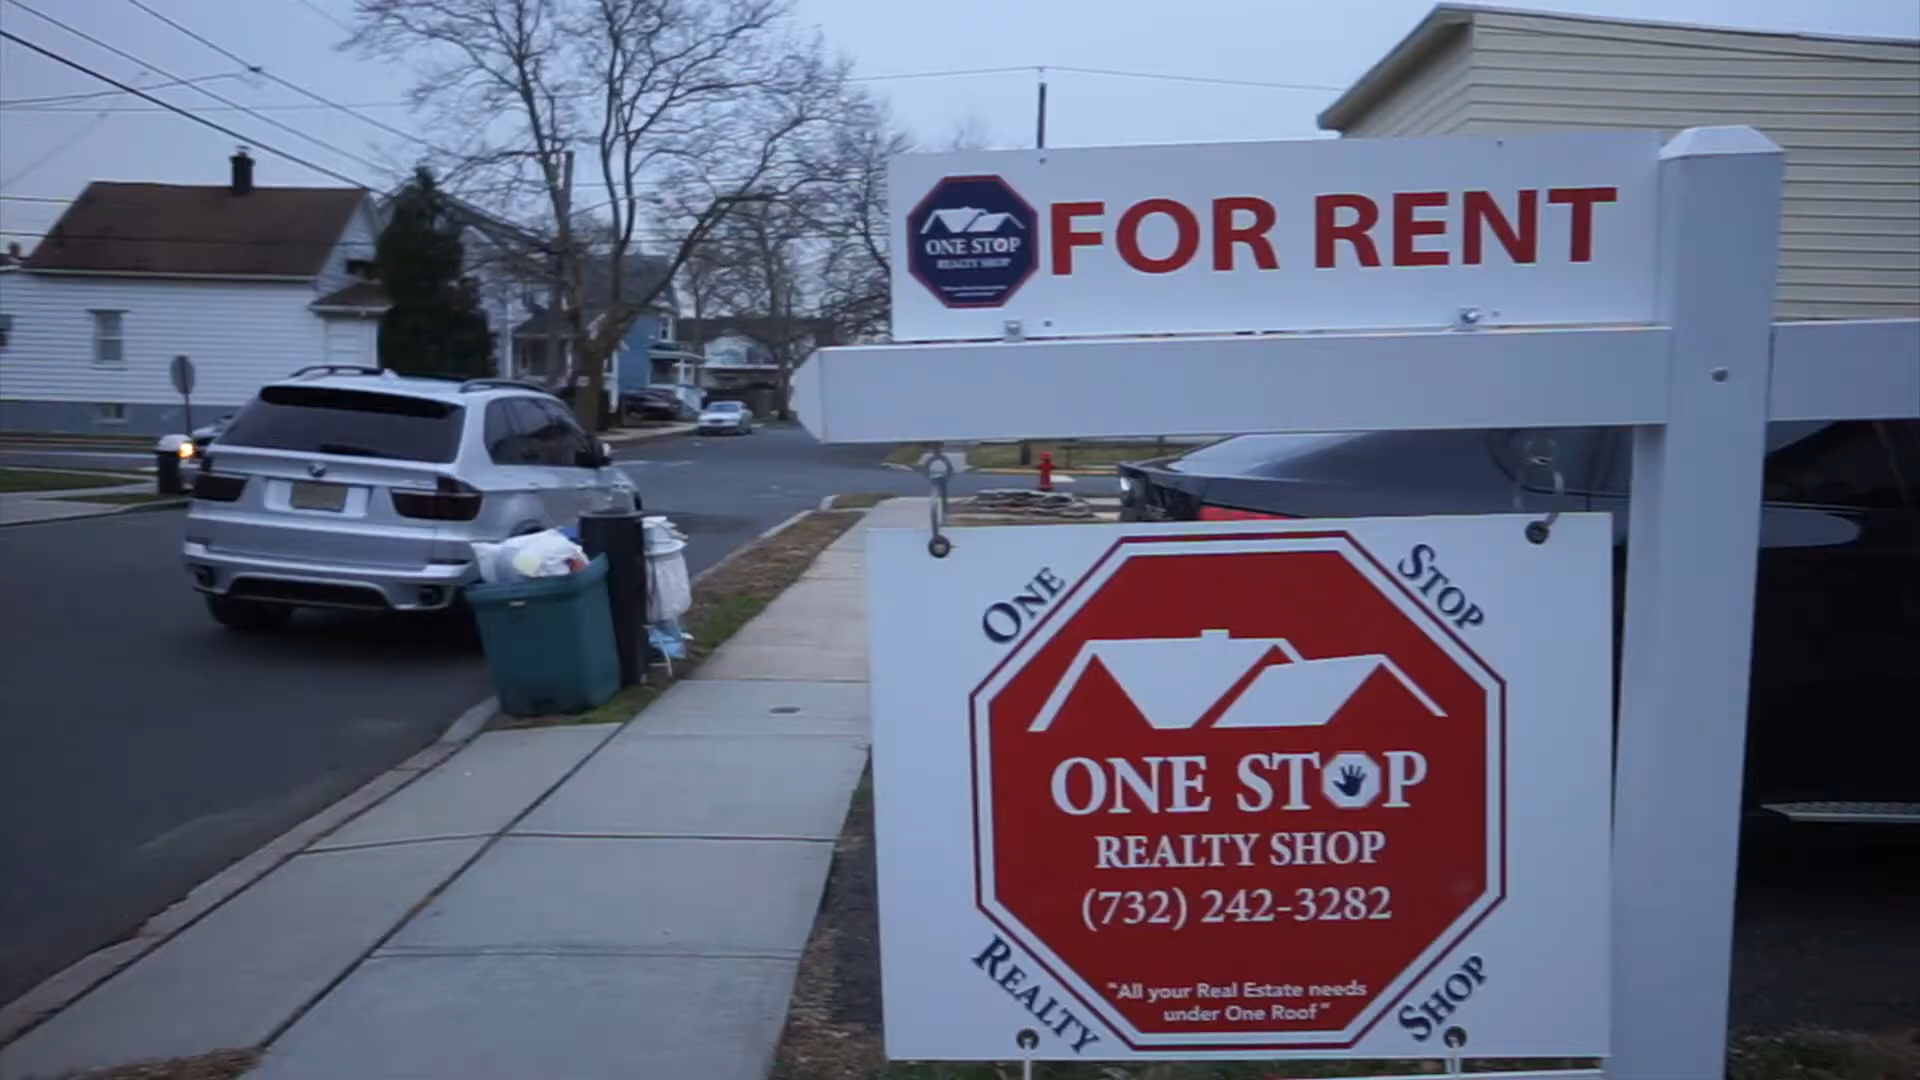 ONE STOP
REALTY SHOP
FOR RENT
ONE STOP
ONE STOP
REALTY SHOP
(732) 242-3282
"All your Real Estate needs
under One Roof"
REALTY SHOP